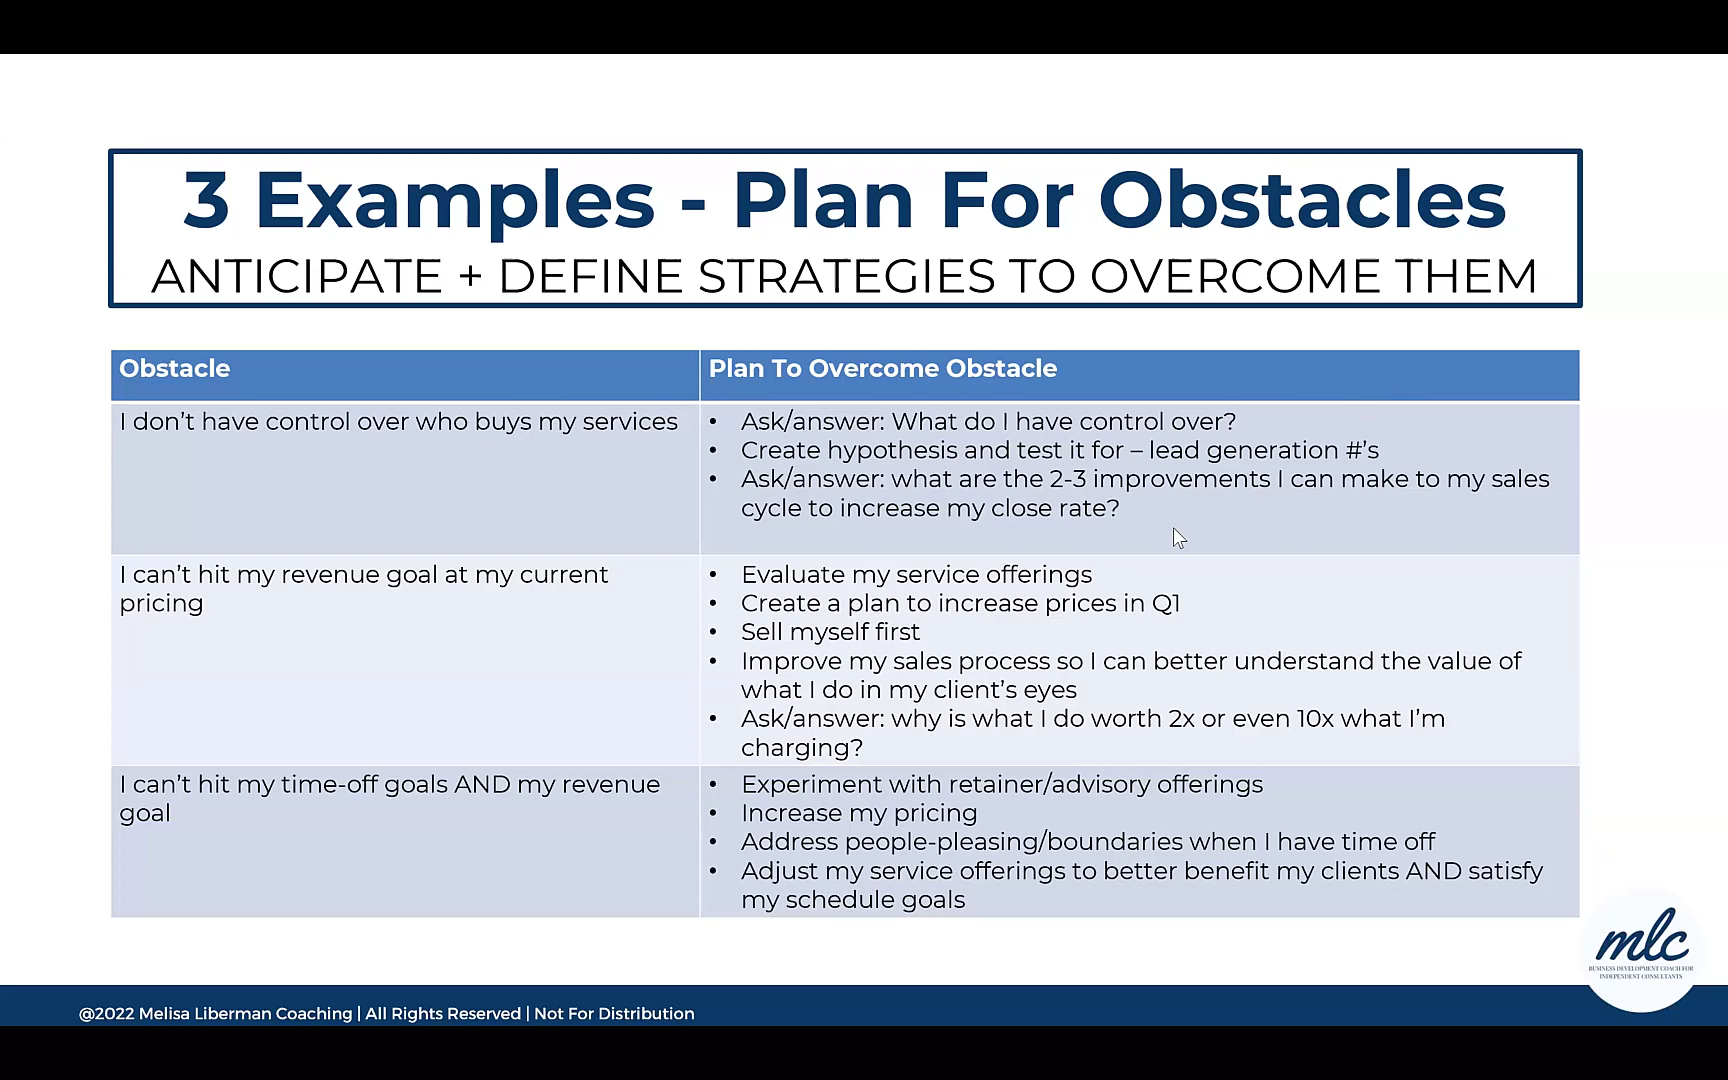 3 Examples - Plan For Obstacles
ANTICIPATE + DEFINE STRATEGIES TO OVERCOME THEM
Obstacle
Plan To Overcome Obstacle
I don’t have control over who buys my services
• Ask/answer: What do I have control over?
• Create hypothesis and test it for – lead generation #’s
• Ask/answer: what are the 2-3 improvements I can make to my sales
cycle to increase my close rate?
I can’t hit my revenue goal at my current
pricing
• Evaluate my service offerings
• Create a plan to increase prices in Q1
• Sell myself first
• Improve my sales process so I can better understand the value of
what I do in my client’s eyes
• Ask/answer: why is what I do worth 2x or even 10x what I’m
charging?
I can’t hit my time-off goals AND my revenue
goal
• Experiment with retainer/advisory offerings
• Increase my pricing
• Address people-pleasing/boundaries when I have time off
• Adjust my service offerings to better benefit my clients AND satisfy
my schedule goals
mlc
BUSINESS DEVELOPMENT COACH FOR
INDEPENDENT CONSULTANTS
@2022 Melisa Liberman Coaching | All Rights Reserved | Not For Distribution